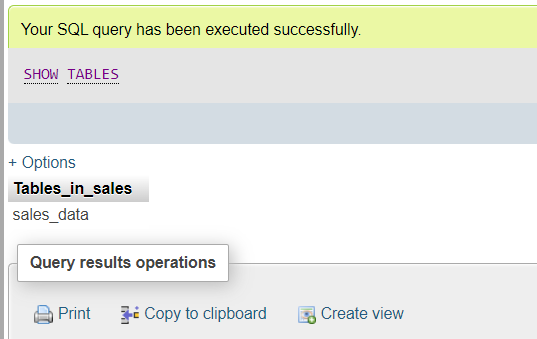 Your SQL query has been executed successfully.
SHOW TABLES
+ Options
Tables_in_sales
sales_data
Query results operations
Print Copy to clipboard Create view